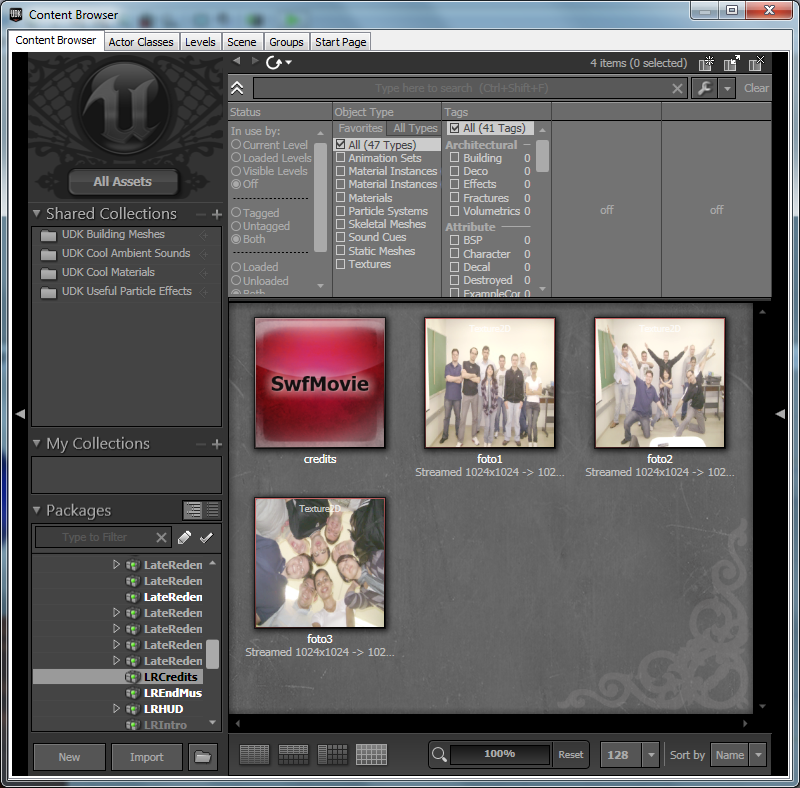 Content Browser
Content Browser
Actor Classes
Levels
Scene
Groups
Start Page
4 items (0 selected)
Type here to search (Ctrl+Shift+F)
Clear
All Assets
Status
In use by:
Current Level
Loaded Levels
Visible Levels
Off
Tagged
Untagged
Both
Loaded
Unloaded
Both
Object Type
Favorites
All Types
All (47 Types)
Animation Sets
Material Instances
Material Instances
Materials
Particle Systems
Skeletal Meshes
Sound Cues
Static Meshes
Textures
Tags
All (41 Tags)
Architectural
Building 0
Deco 0
Effects 0
Fractures 0
Volumetrics 0
Attribute
BSP 0
Character 0
Decal 0
Destroyed 0
ExampleCor 0
off
off
Shared Collections
UDK Building Meshes
UDK Cool Ambient Sounds
UDK Cool Materials
UDK Useful Particle Effects
My Collections
Packages
Type to Filter
LateReden
LateReden
LateReden
LateReden
LateReden
LateReden
LateReden
LRCredits
LREndMus
LRHUD
LRIntro
New
Import
SwfMovie
credits
Texture2D
foto1
Streamed 1024x1024 -> 102...
Texture2D
foto2
Streamed 1024x1024 -> 102...
Texture2D
foto3
Streamed 1024x1024 -> 102...
100%
Reset
128
Sort by
Name